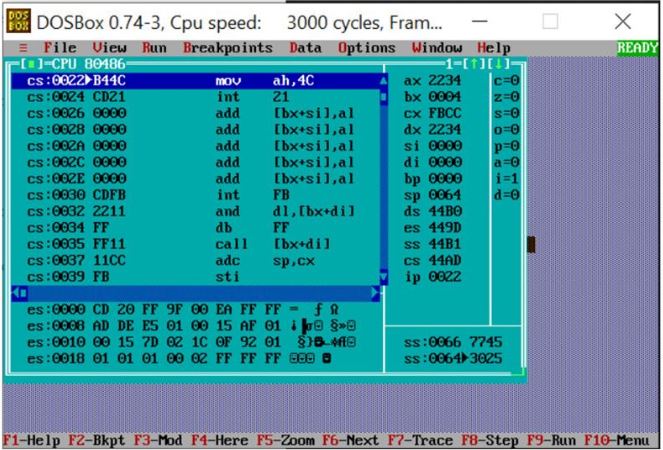 DOSBox 0.74-3, Cpu speed: 3000 cycles, Fram...
≡ File View Run Breakpoints Data Options Window Help READY
[■]=CPU 80486 1=[↑][↓]
cs:0022►B44C mov ah,4C ax 2234 c=0
cs:0024 CD21 int 21 bx 0004 z=0
cs:0026 0000 add [bx+si],al cx FBCC s=0
cs:0028 0000 add [bx+si],al dx 2234 o=0
cs:002A 0000 add [bx+si],al si 0000 p=0
cs:002C 0000 add [bx+si],al di 0000 a=0
cs:002E 0000 add [bx+si],al bp 0000 i=1
cs:0030 CDFB int FB sp 0064 d=0
cs:0032 2211 and dl,[bx+di] ds 44B0
cs:0034 FF db FF es 449D
cs:0035 FF11 call [bx+di] ss 44B1
cs:0037 11CC adc sp,cx cs 44AD
cs:0039 FB sti ip 0022
es:0000 CD 20 FF 9F 00 EA FF FF = ƒ Ω
es:0008 AD DE E5 01 00 15 AF 01 ¡ ▐σ☺ §»☺
es:0010 00 15 7D 02 1C 0F 92 01 §}☻ ss:0066 7745
es:0018 01 01 01 00 02 FF FF FF ☺☺☺ ☻ ss:0064►3025
F1-Help F2-Bkpt F3-Mod F4-Here F5-Zoom F6-Next F7-Trace F8-Step F9-Run F10-Menu